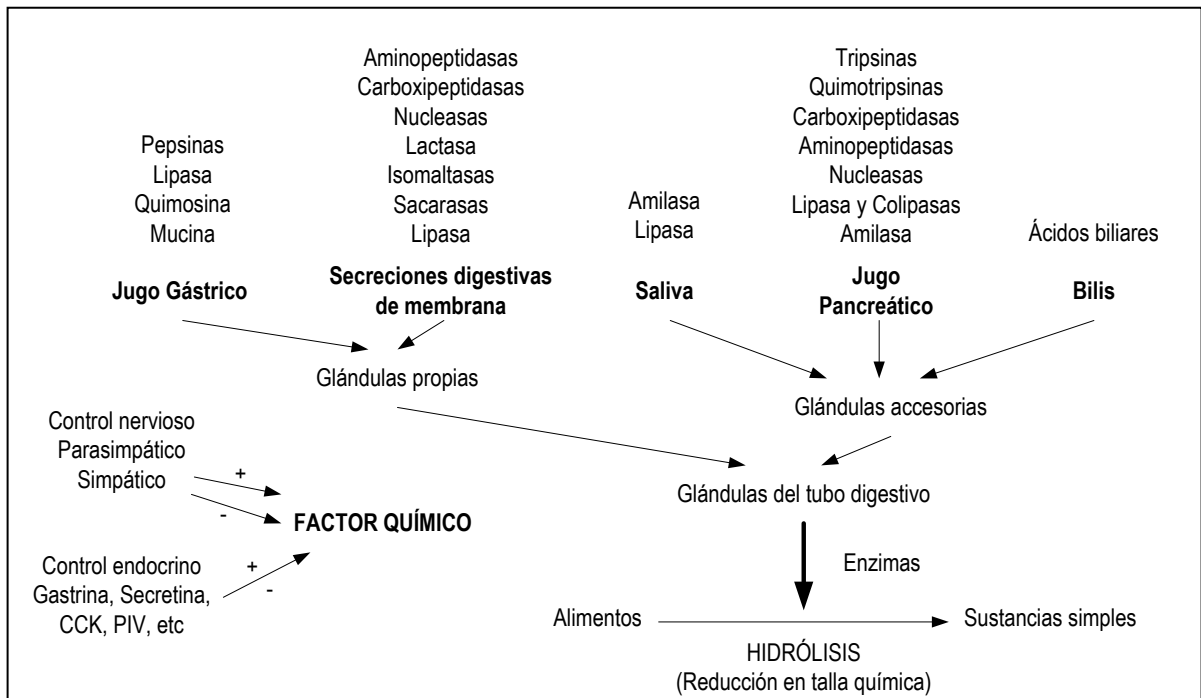 Pepsinas
Lipasa
Quimosina
Mucina
Jugo Gástrico
Aminopeptidasas
Carboxipeptidasas
Nucleasas
Lactasa
Isomaltasas
Sacarasas
Lipasa
Secreciones digestivas
de membrana
Amilasa
Lipasa
Saliva
Tripsinas
Quimotripsinas
Carboxipeptidasas
Aminopeptidasas
Nucleasas
Lipasa y Colipasas
Amilasa
Jugo
Pancreático
Ácidos biliares
Bilis
Glándulas propias
Glándulas accesorias
Glándulas del tubo digestivo
Control nervioso
Parasimpático
Simpático
+
-
FACTOR QUÍMICO
Control endocrino
Gastrina, Secretina,
CCK, PIV, etc
+
-
Enzimas
Alimentos
Sustancias simples
HIDRÓLISIS
(Reducción en talla química)